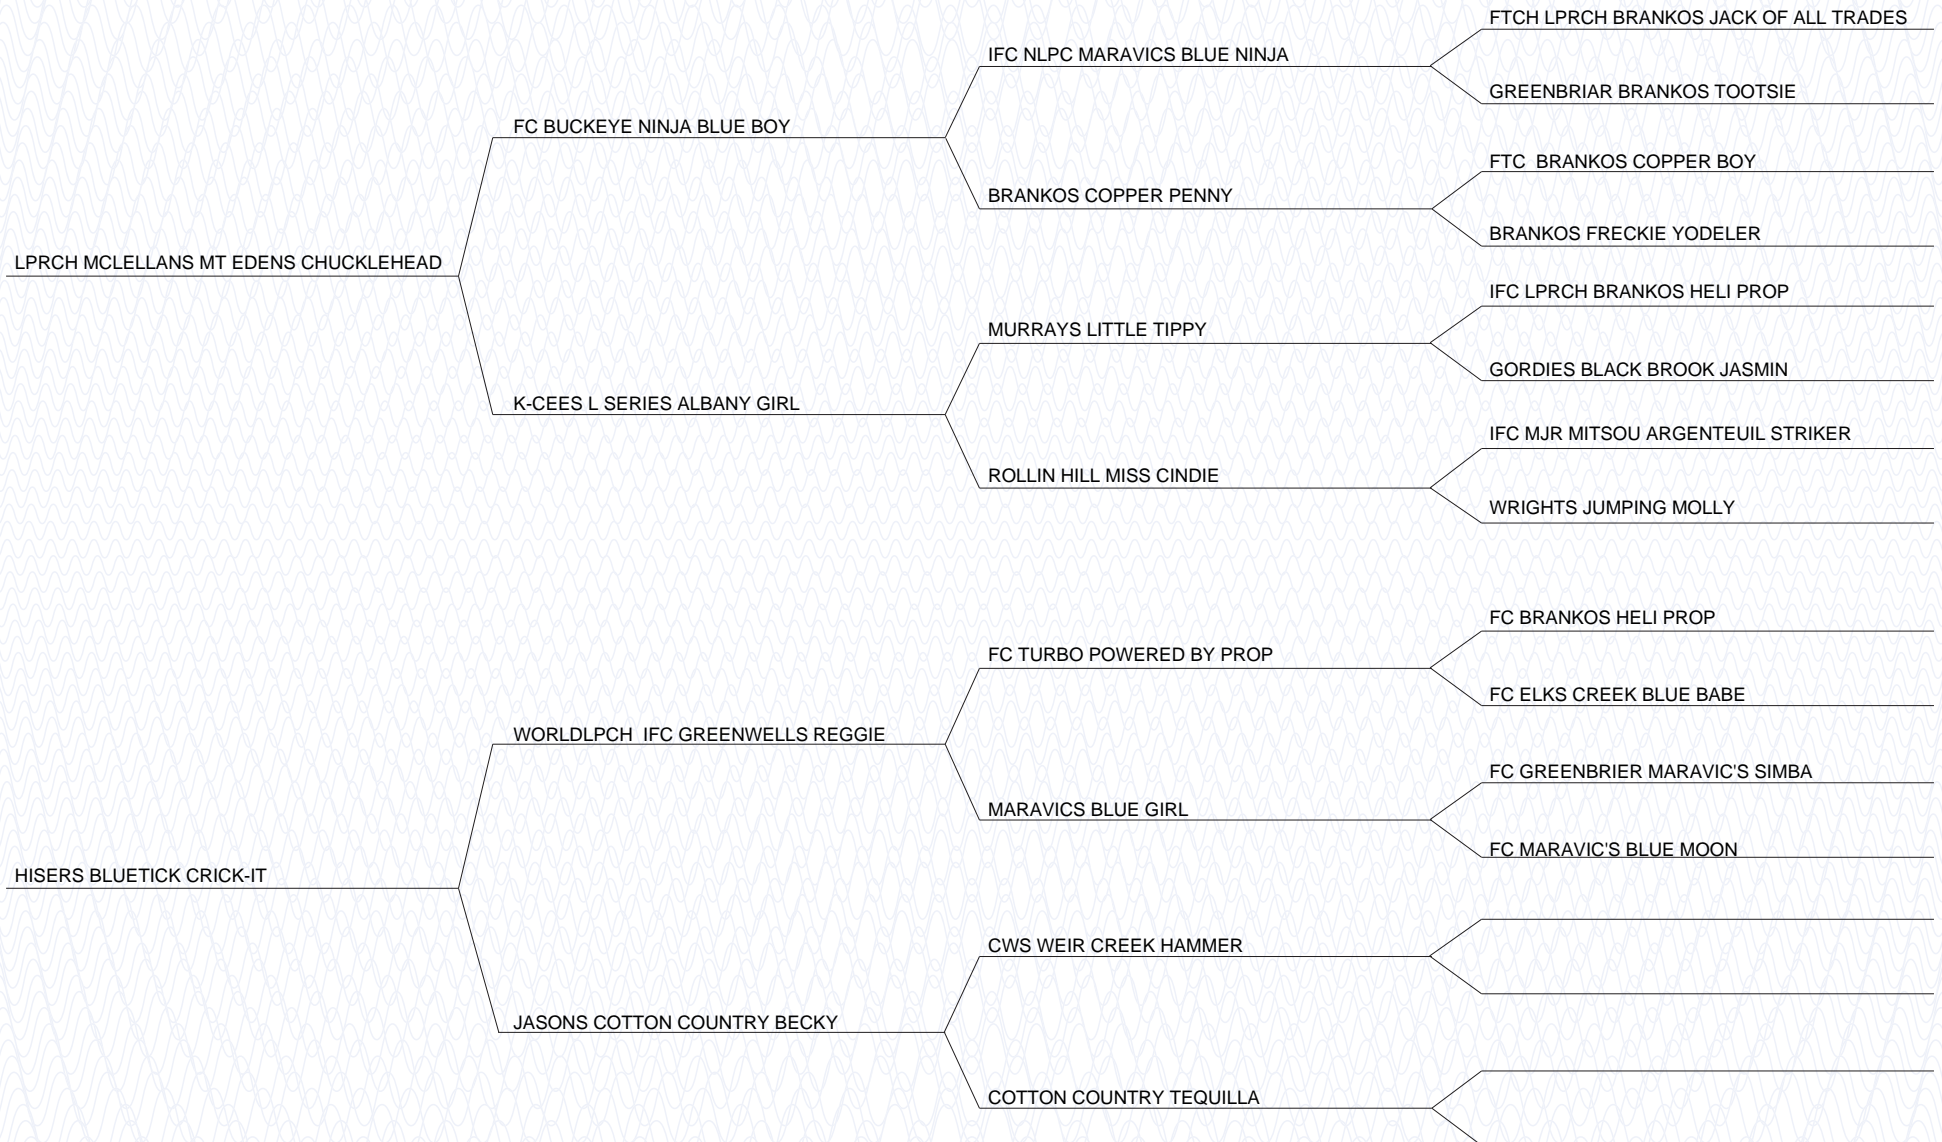 FTCH LPRCH BRANKOS JACK OF ALL TRADES
IFC NLPC MARAVICS BLUE NINJA
GREENBRIAR BRANKOS TOOTSIE
FC BUCKEYE NINJA BLUE BOY
FTC  BRANKOS COPPER BOY
BRANKOS COPPER PENNY
BRANKOS FRECKIE YODELER
LPRCH MCLELLANS MT EDENS CHUCKLEHEAD
IFC LPRCH BRANKOS HELI PROP
MURRAYS LITTLE TIPPY
GORDIES BLACK BROOK JASMIN
K-CEES L SERIES ALBANY GIRL
IFC MJR MITSOU ARGENTEUIL STRIKER
ROLLIN HILL MISS CINDIE
WRIGHTS JUMPING MOLLY
FC BRANKOS HELI PROP
FC TURBO POWERED BY PROP
FC ELKS CREEK BLUE BABE
WORLDLPCH  IFC GREENWELLS REGGIE
FC GREENBRIER MARAVIC'S SIMBA
MARAVICS BLUE GIRL
FC MARAVIC'S BLUE MOON
HISERS BLUETICK CRICK-IT
CWS WEIR CREEK HAMMER
JASONS COTTON COUNTRY BECKY
COTTON COUNTRY TEQUILLA